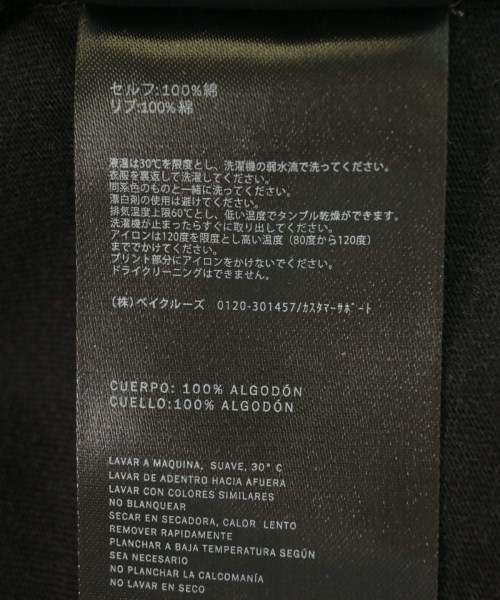 セルフ:100%綿
リブ:100%綿
液温は30℃を限度とし、洗濯機の弱水流で洗ってください。
衣服を裏返して洗濯してください。
同系色のものと一緒に洗ってください。
漂白剤の使用は避けてください。
排気温度上限60℃とし、低い温度でタンブル乾燥ができます。
洗濯機が止まったらすぐに取り出してください。
アイロンは120度を限度とし高い温度（80度から120度）
まででかけてください。
プリント部分にアイロンをかけないでください。
ドライクリーニングはできません。
(株)ベイクルーズ 0120-301457/ｶｽﾀﾏｰｻﾎﾟｰﾄ
CUERPO: 100% ALGODÓN
CUELLO:100% ALGODÓN
LAVAR A MAQUINA, SUAVE, 30° C
LAVAR DE ADENTRO HACIA AFUERA
LAVAR CON COLORES SIMILARES
NO BLANQUEAR
SECAR EN SECADORA, CALOR LENTO
REMOVER RAPIDAMENTE
PLANCHAR A BAJA TEMPERATURA SEGÚN
SEA NECESARIO
NO PLANCHAR LA CALCOMANÍA
NO LAVAR EN SECO